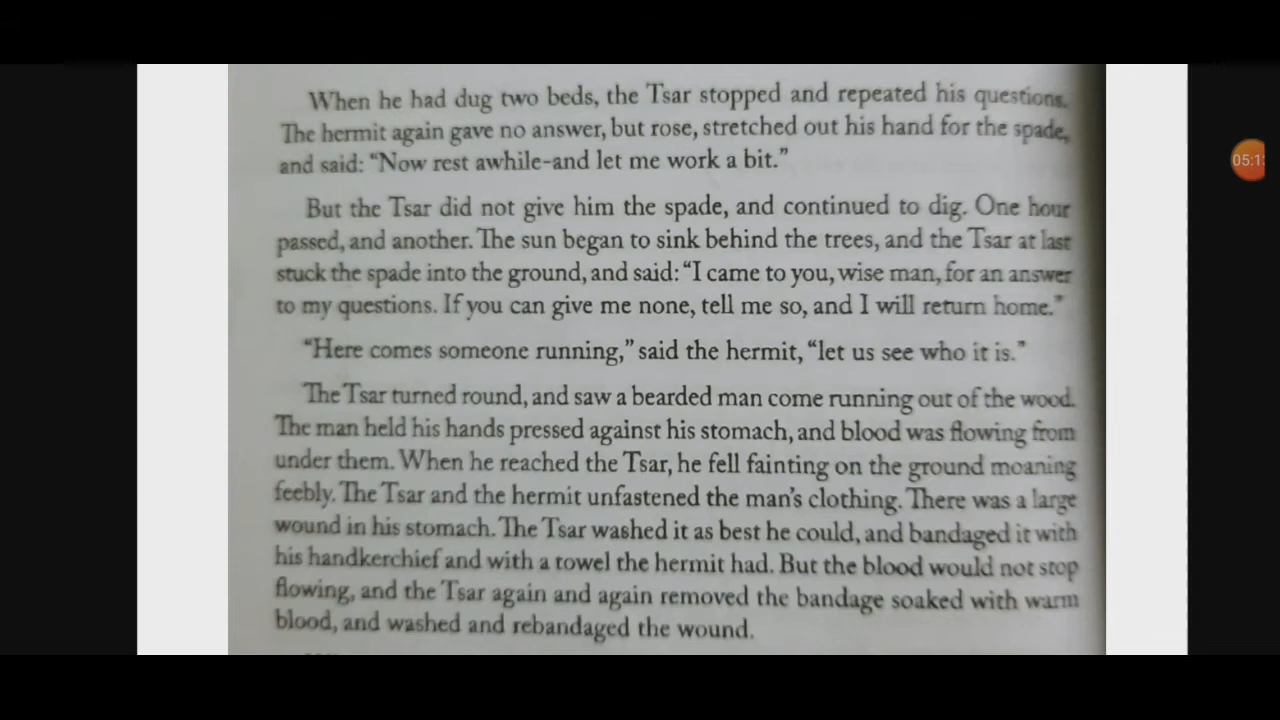 When he had dug two beds, the Tsar stopped and repeated his questions.
The hermit again gave no answer, but rose, stretched out his hand for the spade,
and said: “Now rest awhile-and let me work a bit.”
But the Tsar did not give him the spade, and continued to dig. One hour
passed, and another. The sun began to sink behind the trees, and the Tsar at last
stuck the spade into the ground, and said: “I came to you, wise man, for an answer
to my questions. If you can give me none, tell me so, and I will return home.”
“Here comes someone running,” said the hermit, “let us see who it is.”
The Tsar turned round, and saw a bearded man come running out of the wood.
The man held his hands pressed against his stomach, and blood was flowing from
under them. When he reached the Tsar, he fell fainting on the ground moaning
feebly. The Tsar and the hermit unfastened the man’s clothing. There was a large
wound in his stomach. The Tsar washed it as best he could, and bandaged it with
his handkerchief and with a towel the hermit had. But the blood would not stop
flowing, and the Tsar again and again removed the bandage soaked with warm
blood, and washed and rebandaged the wound.